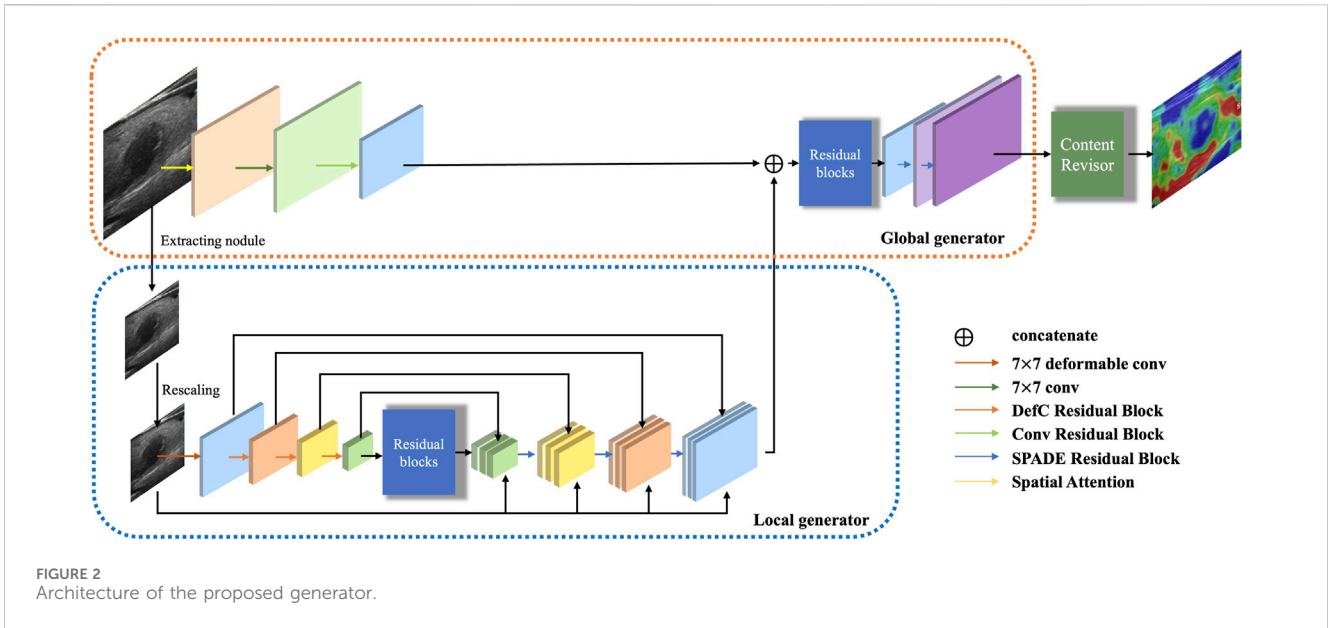 Residual
blocks
Content
Revisor
Extracting nodule
Global generator
Rescaling
Residual
blocks
Local generator
concatenate
7×7 deformable conv
7×7 conv
DefC Residual Block
Conv Residual Block
SPADE Residual Block
Spatial Attention
FIGURE 2
Architecture of the proposed generator.